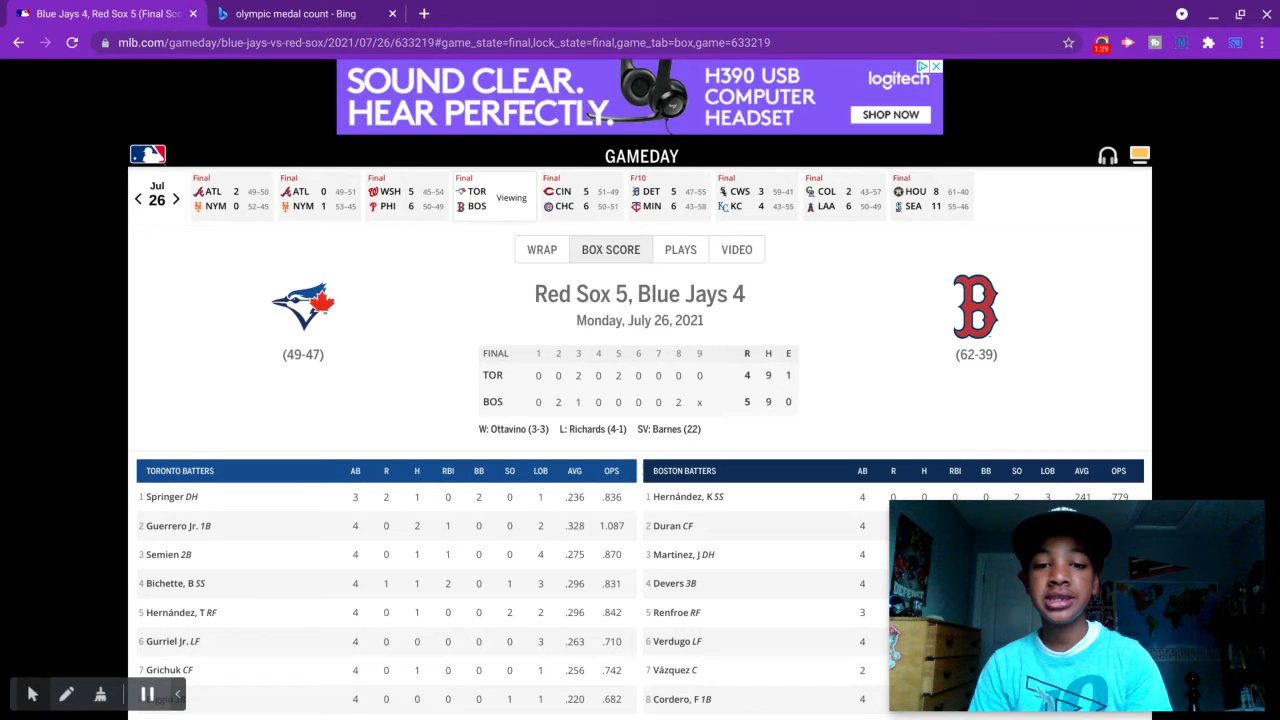 Blue Jays 4, Red Sox 5 (Final Sco
olympic medal count - Bing
mlb.com/gameday/blue-jays-vs-red-sox/2021/07/26/633219#game_state=final,lock_state=final,game_tab=box,game=633219
1:29
SOUND CLEAR.
HEAR PERFECTLY.
H390 USB
COMPUTER
HEADSET
logitech
SHOP NOW
GAMEDAY
Jul
26
Final
ATL 2 49-50
NYM 0 52-45
Final
ATL 0 49-51
NYM 1 53-45
Final
WSH 5 45-54
PHI 6 50-49
Final
TOR
BOS
Viewing
Final
CIN 5 51-49
CHC 6 50-51
F/10
DET 5 47-55
MIN 6 43-58
Final
CWS 3 59-41
KC 4 43-55
Final
COL 2 43-57
LAA 6 50-49
Final
HOU 8 61-40
SEA 11 55-46
WRAP BOX SCORE PLAYS VIDEO
Red Sox 5, Blue Jays 4
Monday, July 26, 2021
(49-47)
B
(62-39)
FINAL 1 2 3 4 5 6 7 8 9 R H E
TOR 0 0 2 0 2 0 0 0 0 4 9 1
BOS 0 2 1 0 0 0 0 2 x 5 9 0
W: Ottavino (3-3) L: Richards (4-1) SV: Barnes (22)
TORONTO BATTERS AB R H RBI BB SO LOB AVG OPS
1 Springer DH 3 2 1 0 2 0 1 .236 .836
2 Guerrero Jr. 1B 4 0 2 1 0 0 2 .328 1.087
3 Semien 2B 4 0 1 1 0 0 4 .275 .870
4 Bichette, B SS 4 1 1 2 0 1 3 .296 .831
5 Hernández, T RF 4 0 1 0 0 2 2 .296 .842
6 Gurriel Jr. LF 4 0 0 0 0 0 3 .263 .710
7 Grichuk CF 4 0 1 0 0 0 1 .256 .742
4 0 0 0 0 1 1 .220 .682
BOSTON BATTERS AB R H RBI BB SO LOB AVG OPS
1 Hernández, K SS 4 0 0 0 0 2 3 .241 .779
2 Duran CF 4
3 Martinez, J DH 4
4 Devers 3B 4
5 Renfroe RF 3
6 Verdugo LF 4
7 Vázquez C 2
8 Cordero, F 1B 4